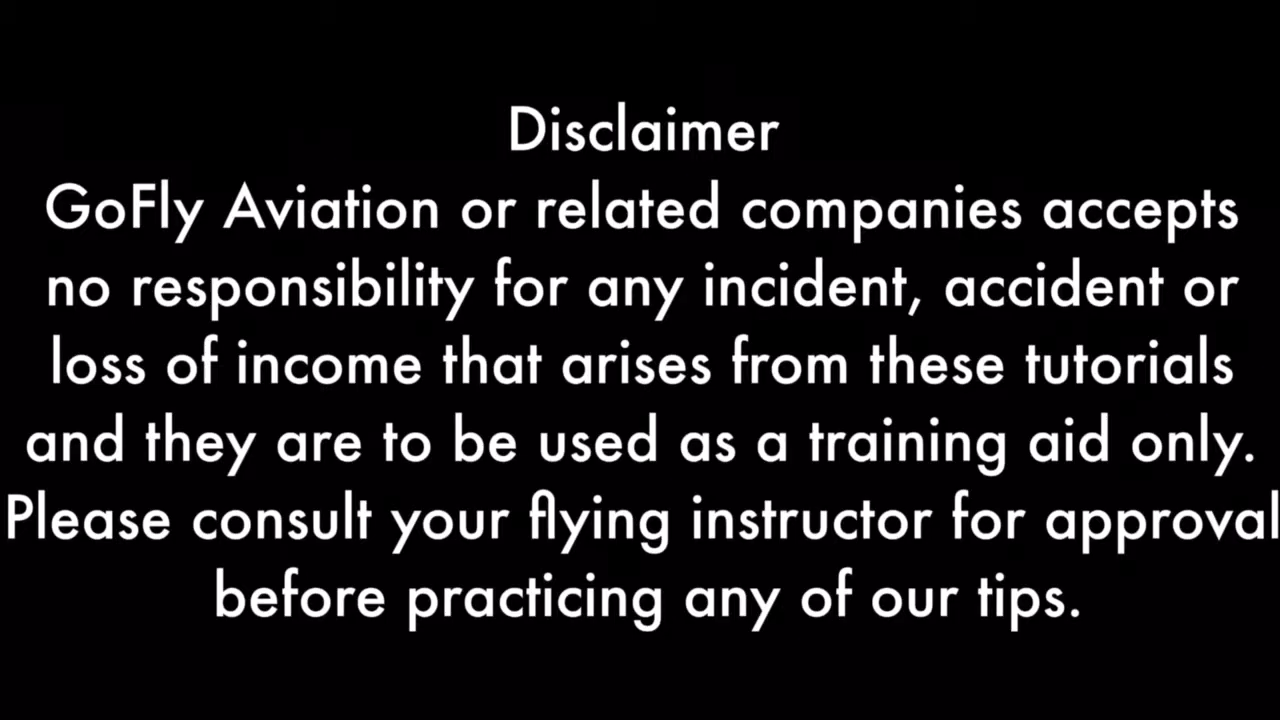 Disclaimer
GoFly Aviation or related companies accepts
no responsibility for any incident, accident or
loss of income that arises from these tutorials
and they are to be used as a training aid only.
Please consult your flying instructor for approval
before practicing any of our tips.